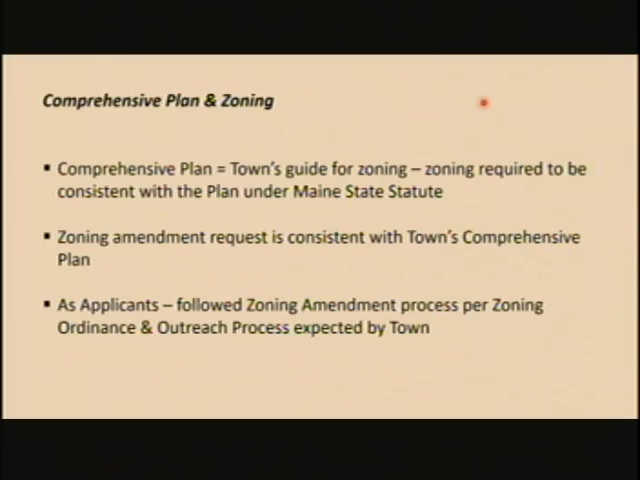 Comprehensive Plan & Zoning
▪ Comprehensive Plan = Town's guide for zoning – zoning required to be
consistent with the Plan under Maine State Statute
▪ Zoning amendment request is consistent with Town's Comprehensive
Plan
▪ As Applicants – followed Zoning Amendment process per Zoning
Ordinance & Outreach Process expected by Town